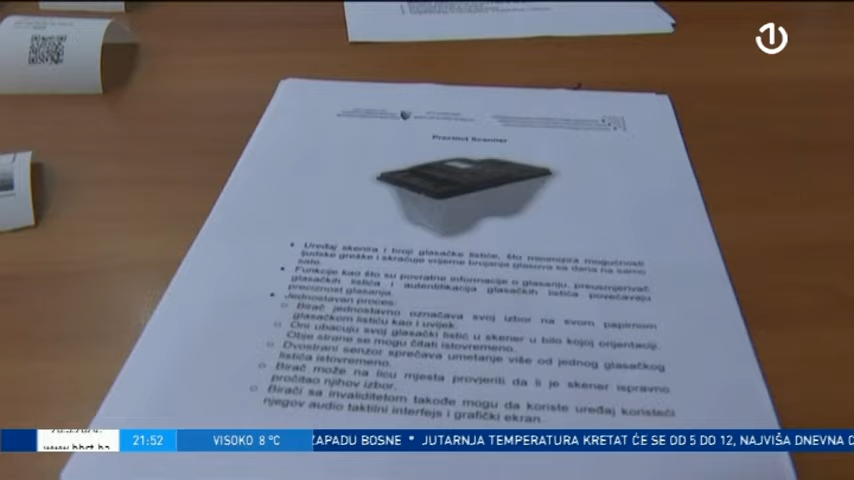 1
Precinct Scanner
• Uređaj skenira i broji glasačke listiće, što minimizira mogućnosti
ljudske greške i skraćuje vrijeme brojanja glasova sa dana na samo
sate.
• Funkcije kao što su povratne informacije o glasanju, preusmjerivač
glasačkih listića i autentifikacija glasačkih listića povećavaju
preciznost glasanja.
• Jednostavan proces:
○ Birač jednostavno označava svoj izbor na svom papirnom
glasačkom listiću kao i uvijek.
○ Oni ubacuju svoj glasački listić u skener u bilo kojoj orijentaciji.
Obje strane se mogu čitati istovremeno.
○ Dvostrani senzor sprečava umetanje više od jednog glasačkog
listića istovremeno.
○ Birač može na licu mjesta provjeriti da li je skener ispravno
pročitao njihov izbor.
○ Birači sa invaliditetom takođe mogu da koriste uređaj koristeći
njegov audio taktilni interfejs i grafički ekran.
21:52 VISOKO 8 °C ZAPADU BOSNE * JUTARNJA TEMPERATURA KRETAT ĆE SE OD 5 DO 12, NAJVIŠA DNEVNA